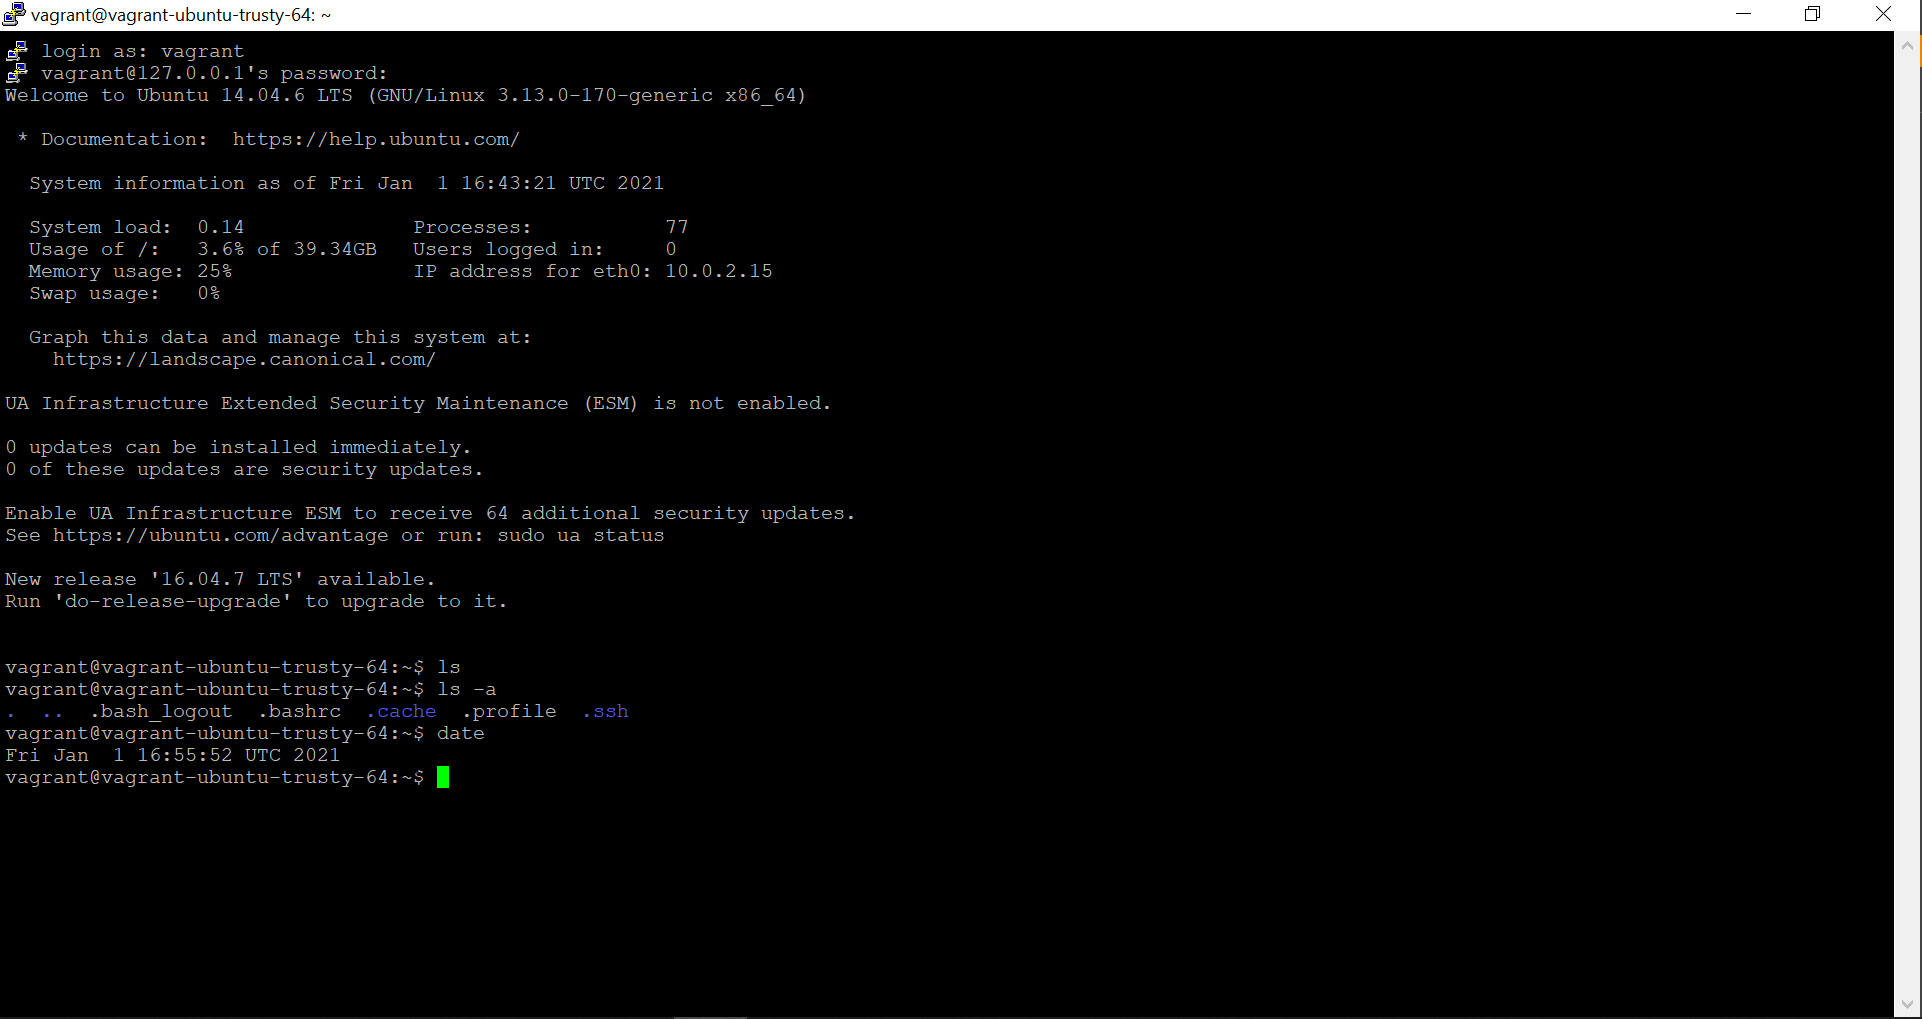 vagrant@vagrant-ubuntu-trusty-64: ~
login as: vagrant
vagrant@127.0.0.1's password:
Welcome to Ubuntu 14.04.6 LTS (GNU/Linux 3.13.0-170-generic x86_64)
* Documentation:  https://help.ubuntu.com/
System information as of Fri Jan  1 16:43:21 UTC 2021
System load:  0.14              Processes:           77
Usage of /:   3.6% of 39.34GB   Users logged in:     0
Memory usage: 25%               IP address for eth0: 10.0.2.15
Swap usage:   0%
Graph this data and manage this system at:
https://landscape.canonical.com/
UA Infrastructure Extended Security Maintenance (ESM) is not enabled.
0 updates can be installed immediately.
0 of these updates are security updates.
Enable UA Infrastructure ESM to receive 64 additional security updates.
See https://ubuntu.com/advantage or run: sudo ua status
New release '16.04.7 LTS' available.
Run 'do-release-upgrade' to upgrade to it.
vagrant@vagrant-ubuntu-trusty-64:~$ ls
vagrant@vagrant-ubuntu-trusty-64:~$ ls -a
.  ..  .bash_logout  .bashrc  .cache  .profile  .ssh
vagrant@vagrant-ubuntu-trusty-64:~$ date
Fri Jan  1 16:55:52 UTC 2021
vagrant@vagrant-ubuntu-trusty-64:~$